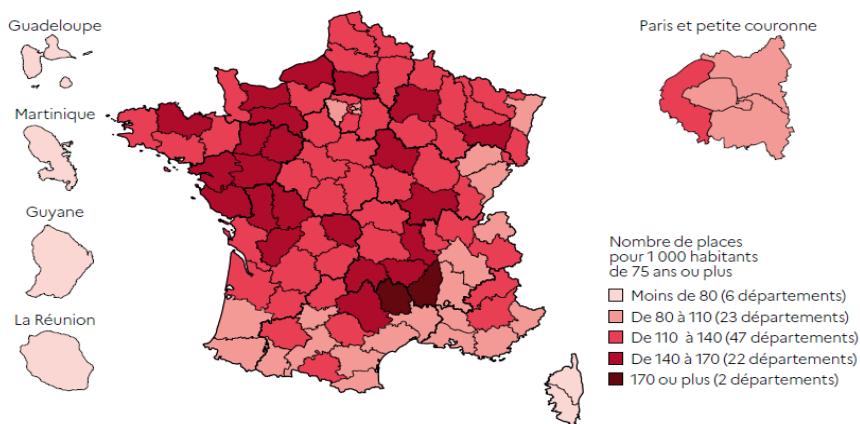 Guadeloupe
Martinique
Guyane
La Réunion
Paris et petite couronne
Nombre de places
pour 1 000 habitants
de 75 ans ou plus
Moins de 80 (6 départements)
De 80 à 110 (23 départements)
De 110 à 140 (47 départements)
De 140 à 170 (22 départements)
170 ou plus (2 départements)